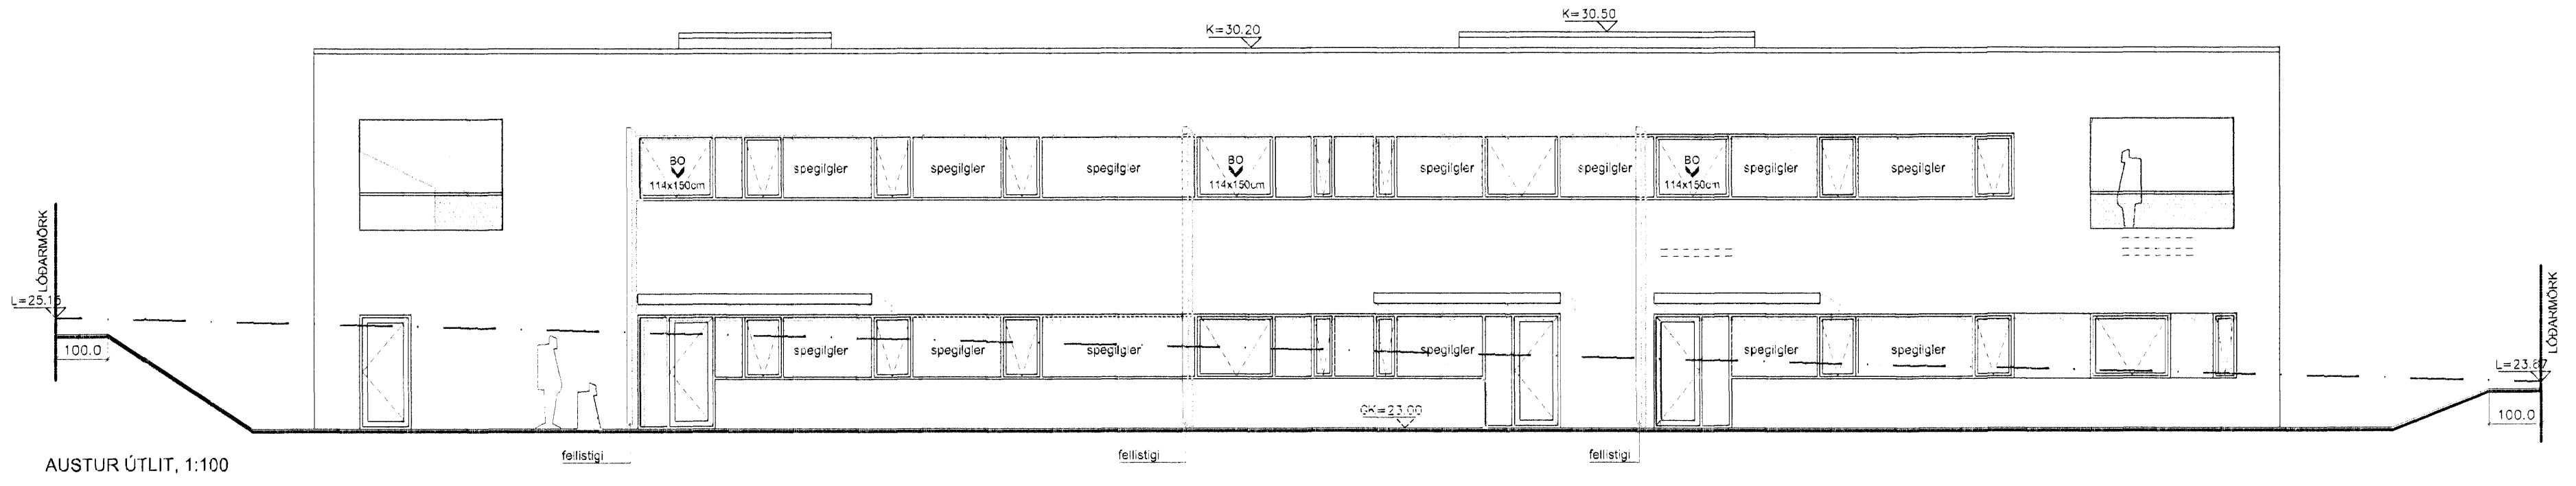 K=30.50
K=30.20
BO
114x150cm
spegilgler
spegilgler
spegilgler
BO
114x150cm
spegilgler
spegilgler
BO
114x150cm
spegilgler
spegilgler
LÓÐARMÖRK
L=25.15
100.0
spegilgler
spegilgler
spegilgler
spegilgler
spegilgler
spegilgler
LÓÐARMÖRK
L=23.87
100.0
GK=23.00
fellistigi
fellistigi
fellistigi
AUSTUR ÚTLIT, 1:100